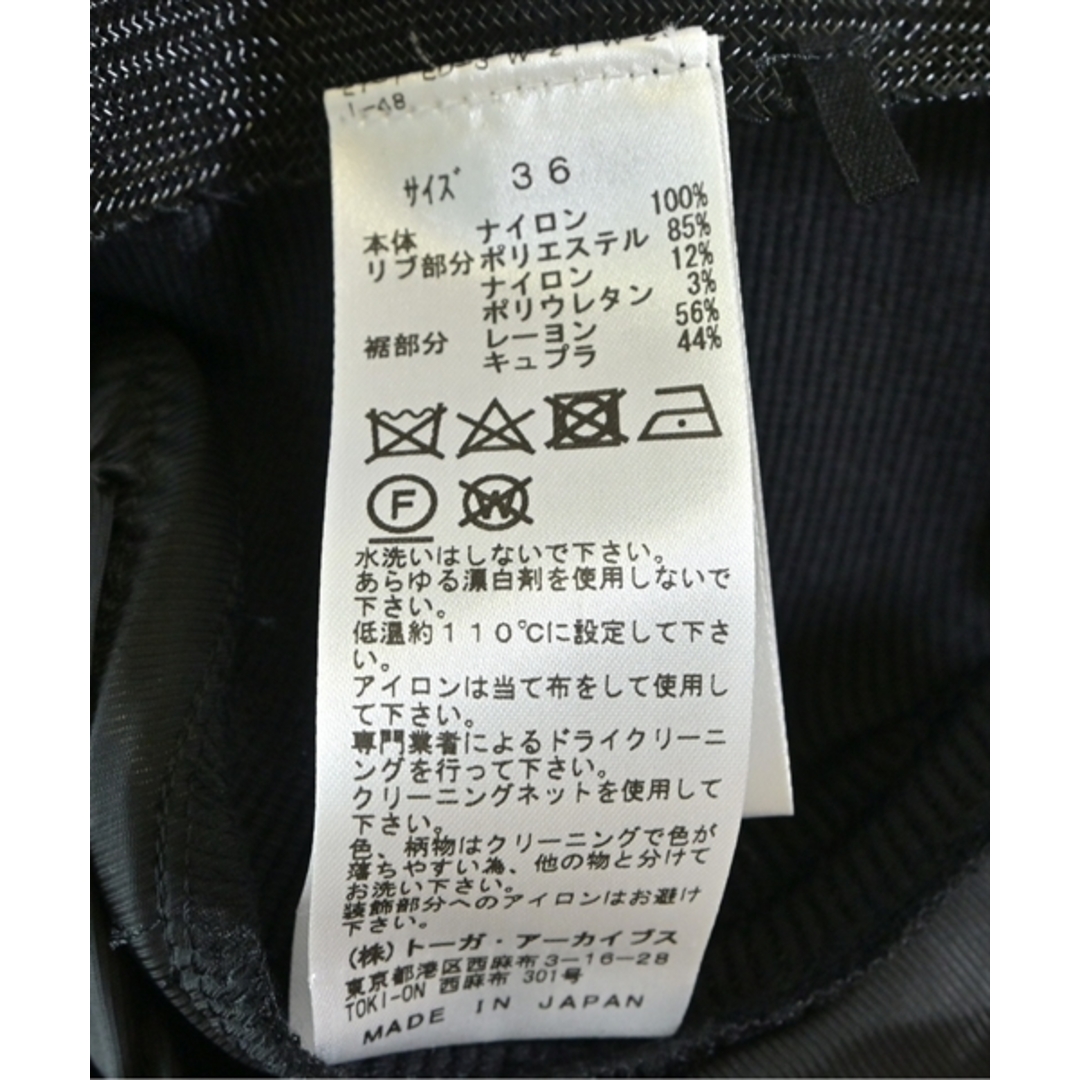 J-48
サイズ 36
本体 ナイロン 100%
リブ部分 ポリエステル 85%
ナイロン 12%
ポリウレタン 3%
裾部分 レーヨン 56%
キュプラ 44%
F W
水洗いはしないで下さい。
あらゆる漂白剤を使用しないで
下さい。
低温約110℃に設定して下さ
い。
アイロンは当て布をして使用し
て下さい。
専門業者によるドライクリーニ
ングを行って下さい。
クリーニングネットを使用して
下さい。
色、柄物はクリーニングで色が
落ちやすい為、他の物と分けて
お洗い下さい。
装飾部分へのアイロンはお避け
下さい。
(株)トーガ・アーカイブス
東京都港区西麻布3-16-28
TOKI-ON 西麻布 301号
MADE IN JAPAN